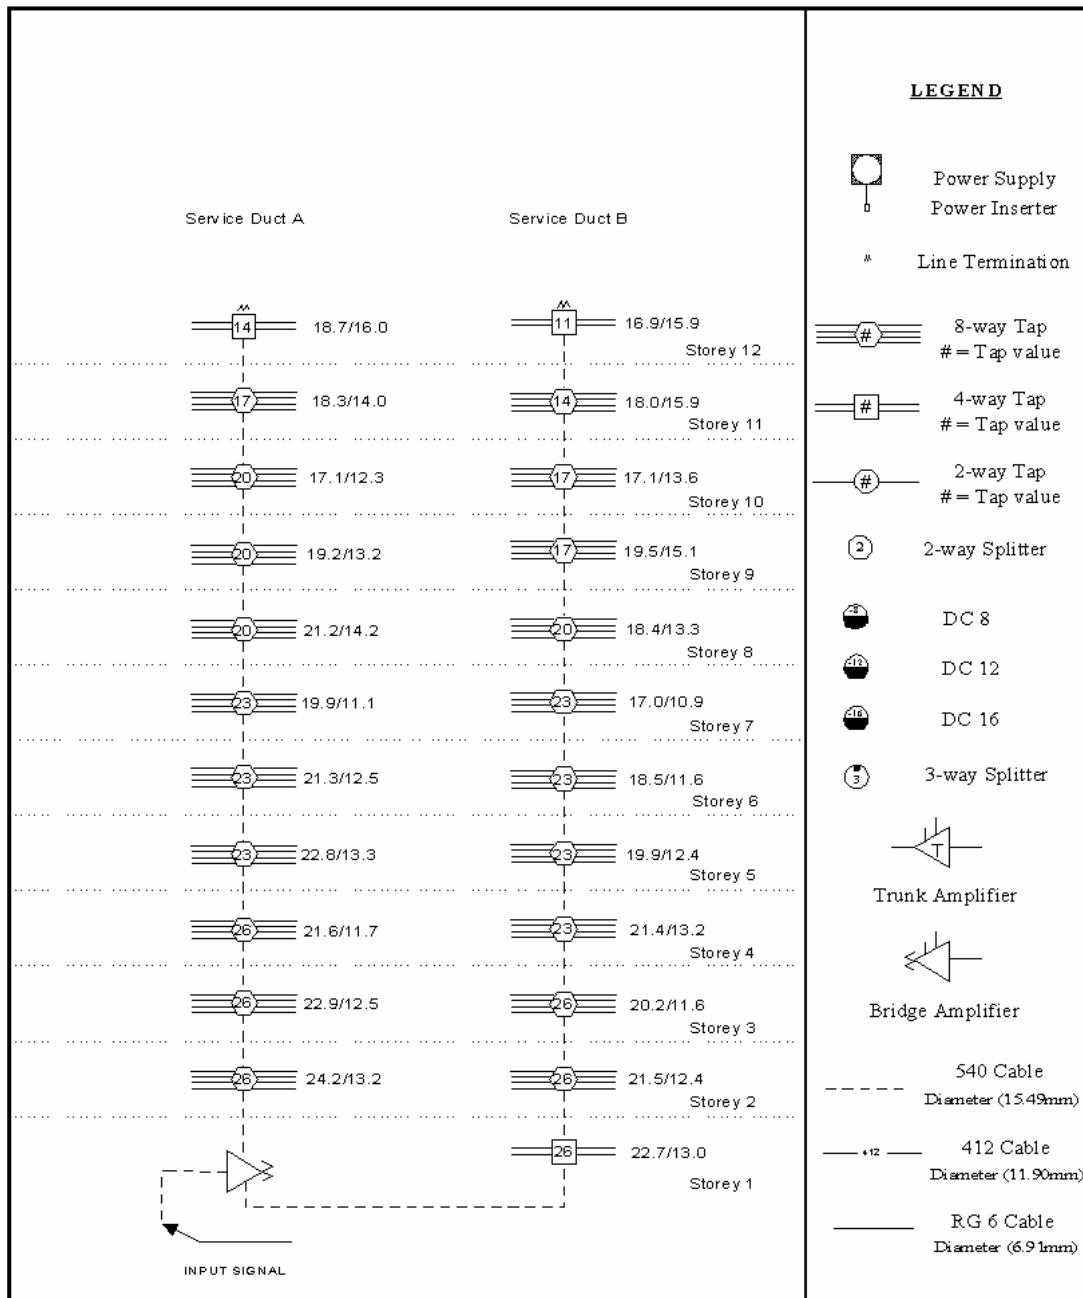 Service Duct A
Service Duct B
14 18.7/16.0
11 16.9/15.9
Storey 12
17 18.3/14.0
14 18.0/15.9
Storey 11
20 17.1/12.3
17 17.1/13.6
Storey 10
20 19.2/13.2
17 19.5/15.1
Storey 9
20 21.2/14.2
20 18.4/13.3
Storey 8
23 19.9/11.1
23 17.0/10.9
Storey 7
23 21.3/12.5
23 18.5/11.6
Storey 6
23 22.8/13.3
23 19.9/12.4
Storey 5
26 21.6/11.7
23 21.4/13.2
Storey 4
26 22.9/12.5
26 20.2/11.6
Storey 3
26 24.2/13.2
26 21.5/12.4
Storey 2
26 22.7/13.0
Storey 1
INPUT SIGNAL
LEGEND
Power Supply
Power Inserter
Line Termination
# 8-way Tap
# = Tap value
# 4-way Tap
# = Tap value
# 2-way Tap
# = Tap value
2 2-way Splitter
-8 DC 8
-12 DC 12
-16 DC 16
3 3-way Splitter
T
Trunk Amplifier
Bridge Amplifier
540 Cable
Diameter (15.49mm)
412 412 Cable
Diameter (11.90mm)
RG 6 Cable
Diameter (6.91mm)